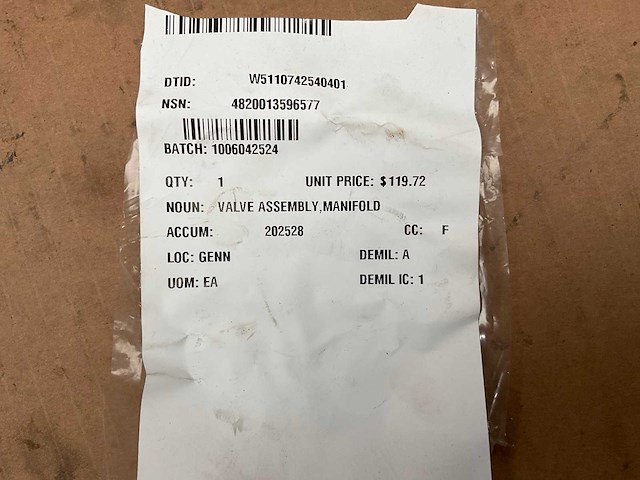 DTID: W5110742540401
NSN: 4820013596577
BATCH: 1006042524
QTY: 1 UNIT PRICE: $119.72
NOUN: VALVE ASSEMBLY,MANIFOLD
ACCUM: 202528 CC: F
LOC: GENN DEMIL: A
UOM: EA DEMIL IC: 1